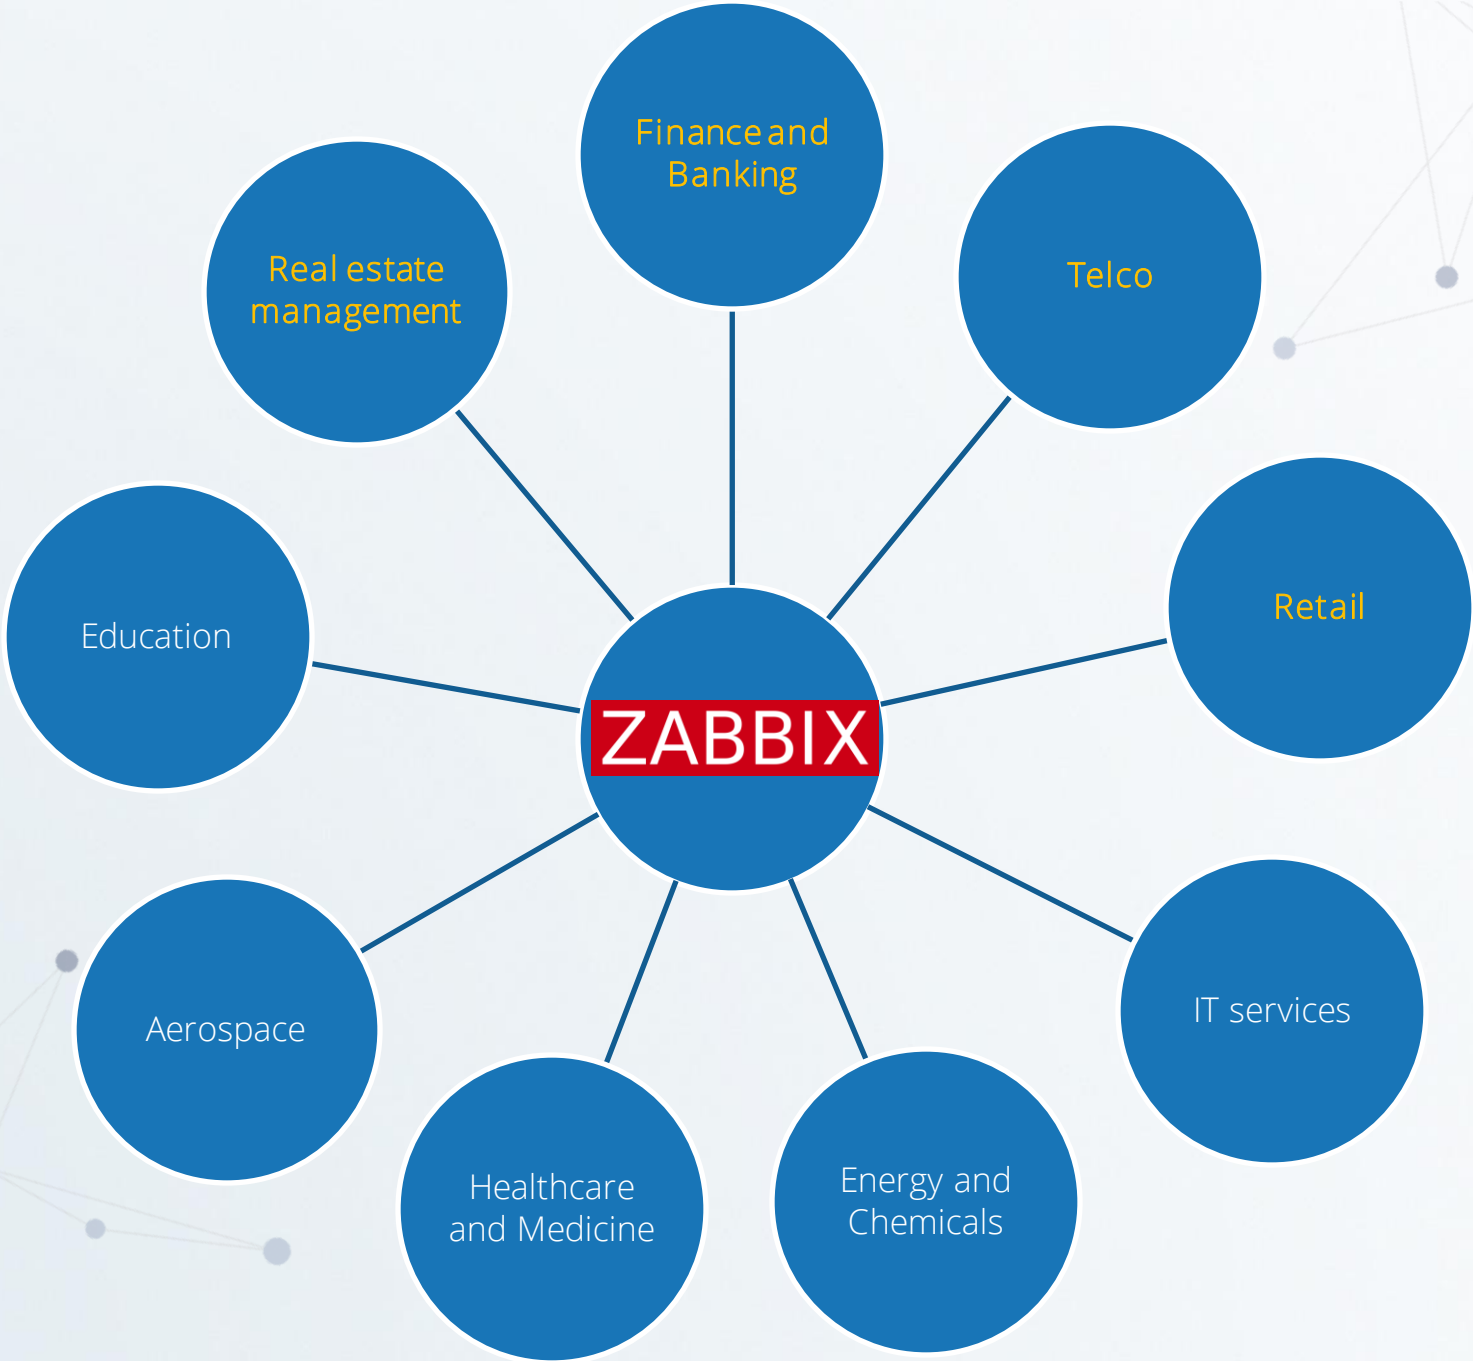 Finance and
Banking
Telco
Real estate
management
Retail
Education
ZABBIX
IT services
Aerospace
Energy and
Chemicals
Healthcare
and Medicine